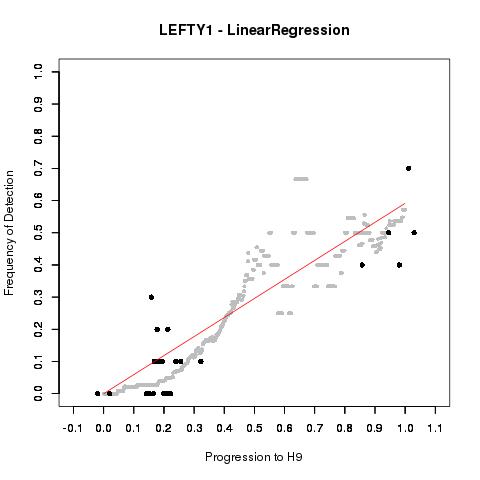 LEFTY1 - LinearRegression
Frequency of Detection
1.0
0.9
0.8
0.7
0.6
0.5
0.4
0.3
0.2
0.1
0.0
-0.1 0.0 0.1 0.2 0.3 0.4 0.5 0.6 0.7 0.8 0.9 1.0 1.1
Progression to H9